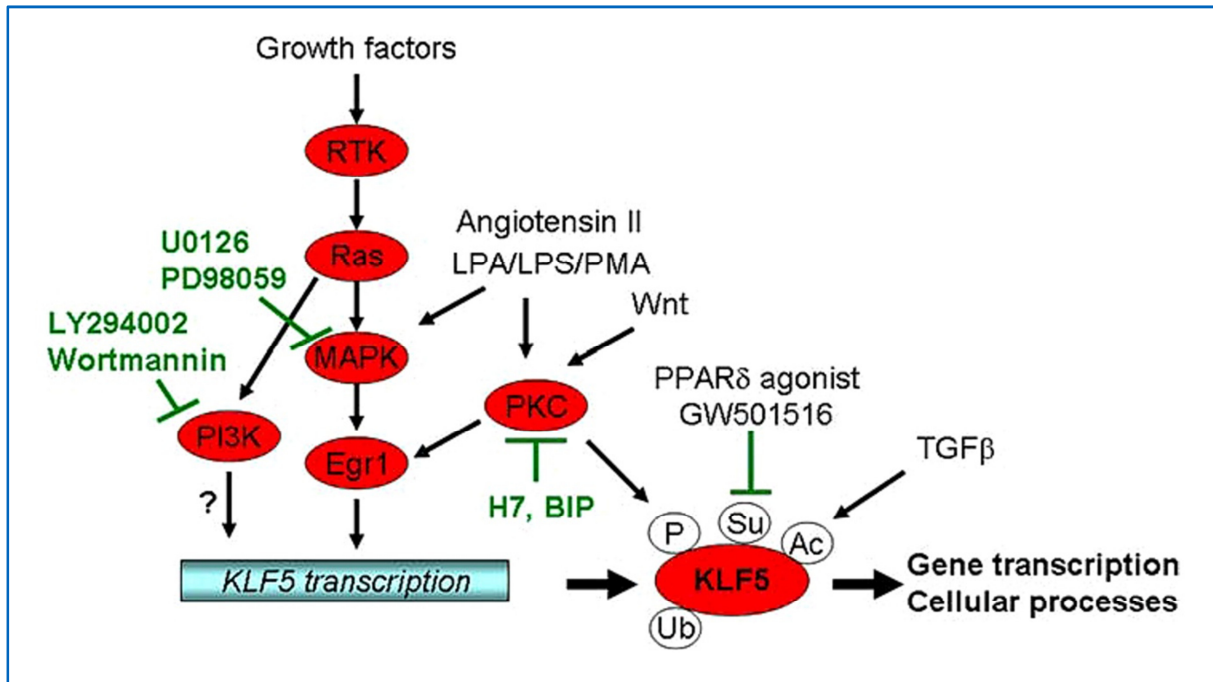 Growth factors
RTK
Ras
Angiotensin II
LPA/LPS/PMA
Wnt
U0126
PD98059
LY294002
Wortmannin
MAPK
PI3K
Egr1
PKC
H7, BIP
PPARδ agonist
GW501516
TGFβ
?
KLF5 transcription
P
Su
Ac
KLF5
Ub
Gene transcription
Cellular processes